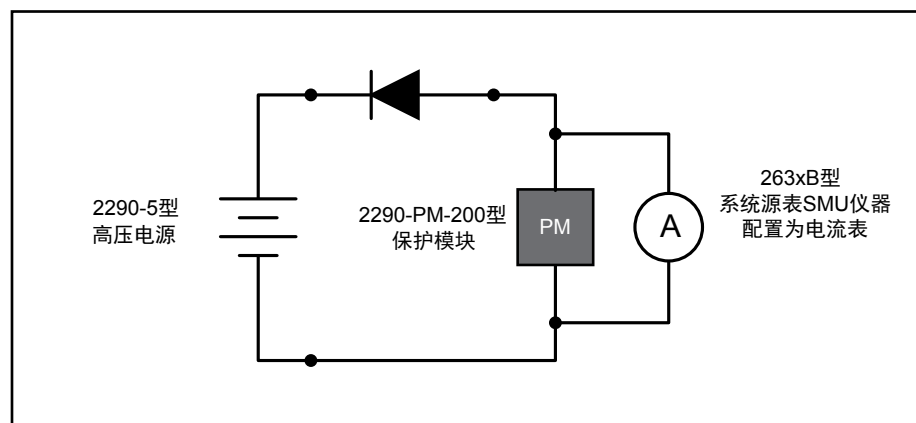 2290-5型
高压电源
2290-PM-200型
保护模块
PM
A
263xB型
系统源表SMU仪器
配置为电流表